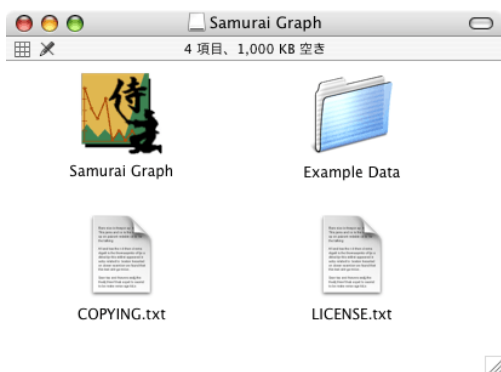 Samurai Graph
4 項目、1,000 KB 空き
侍
Samurai Graph
Example Data
COPYING.txt
LICENSE.txt